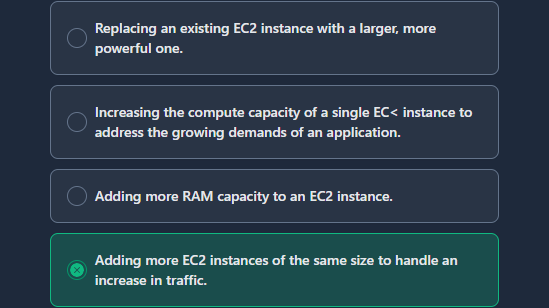 Replacing an existing EC2 instance with a larger, more
powerful one.
Increasing the compute capacity of a single EC< instance to
address the growing demands of an application.
Adding more RAM capacity to an EC2 instance.
Adding more EC2 instances of the same size to handle an
increase in traffic.